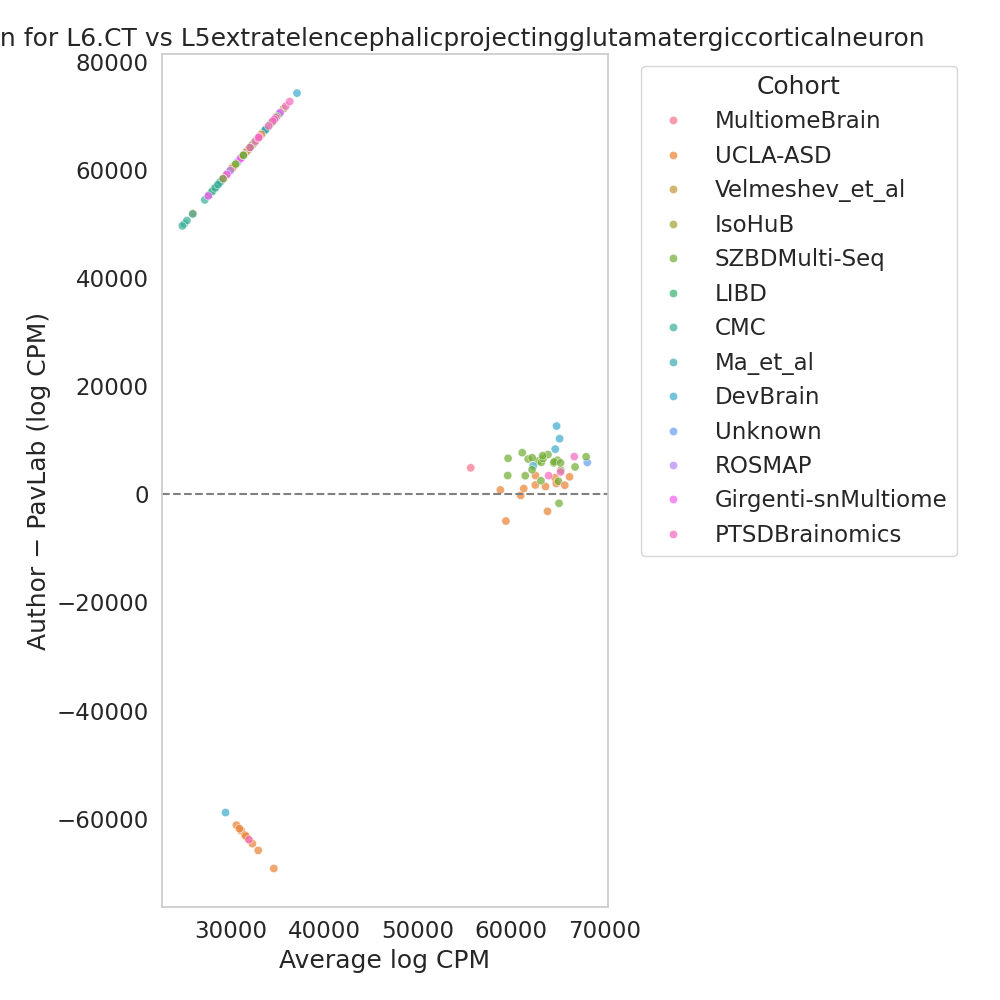 n for L6.CT vs L5extratelencephalicprojectingglutamatergiccorticalneuron
80000
60000
40000
20000
0
−20000
−40000
−60000
Author − PavLab (log CPM)
30000 40000 50000 60000 70000
Average log CPM
Cohort
MultiomeBrain
UCLA-ASD
Velmeshev_et_al
IsoHuB
SZBDMulti-Seq
LIBD
CMC
Ma_et_al
DevBrain
Unknown
ROSMAP
Girgenti-snMultiome
PTSDBrainomics